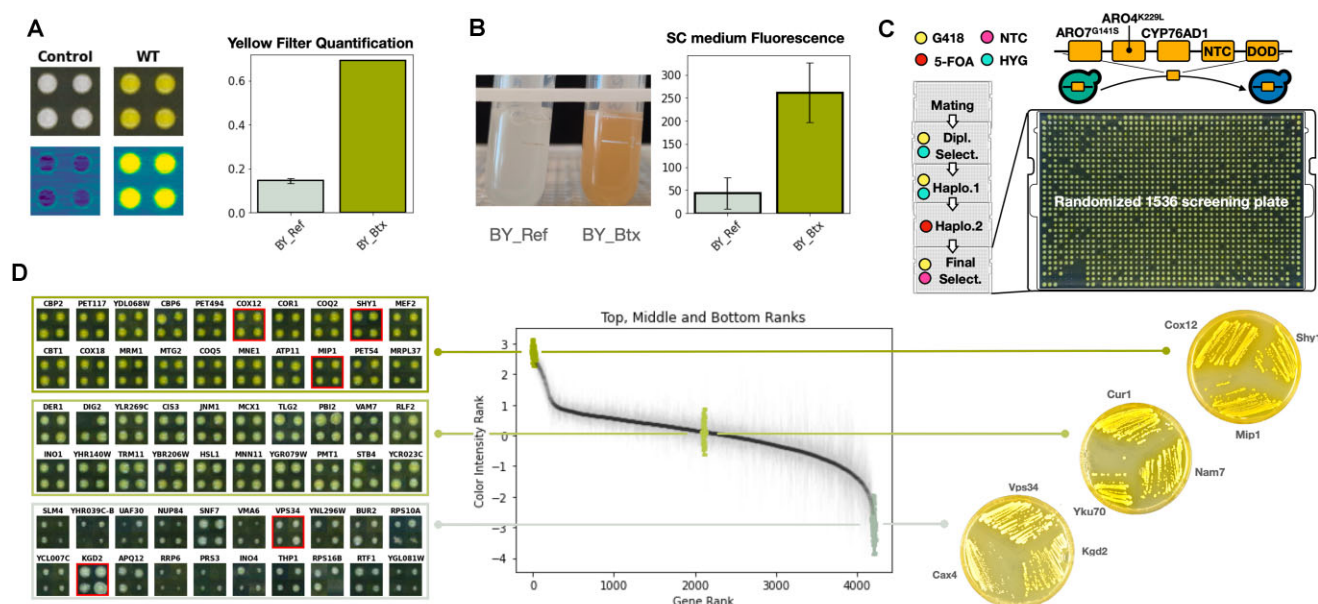 A
Control
WT
Yellow Filter Quantification
0.6
0.4
0.2
0.0
BY_Ref
BY_Btx
B
BY_Ref
BY_Btx
SC medium Fluorescence
300
250
200
150
100
50
0
BY_Ref
BY_Btx
C
G418
NTC
5-FOA
HYG
ARO7G141S
ARO4K229L
CYP76AD1
NTC
DOD
Mating
Dipl.
Select.
Haplo.1
Haplo.2
Final
Select.
Randomized 1536 screening plate
D
CBP2 PET117 YDL068W CBP6 PET494 COX12 COR1 COQ2 SHY1 MEF2
CBT1 COX18 MRM1 MTG2 COQ5 MNE1 ATP11 MIP1 PET54 MRPL37
DER1 DIG2 YLR269C CIS3 JNM1 MCX1 TLG2 PBI2 VAM7 RLF2
INO1 YHR140W TRM11 YBR206W HSL1 MNN11 YGR079W PMT1 STB4 YCR023C
SLM4 YHR039C-B UAF30 NUP84 SNF7 VMA6 VPS34 YNL296W BUR2 RPS10A
YCL007C KGD2 APQ12 RRP6 PRS3 INO4 THP1 RPS16B RTF1 YGL081W
Top, Middle and Bottom Ranks
Color Intensity Rank
3
2
1
0
−1
−2
−3
−4
0
1000
2000
3000
4000
Gene Rank
Cox12
Shy1
Mip1
Cur1
Nam7
Yku70
Vps34
Kgd2
Cax4